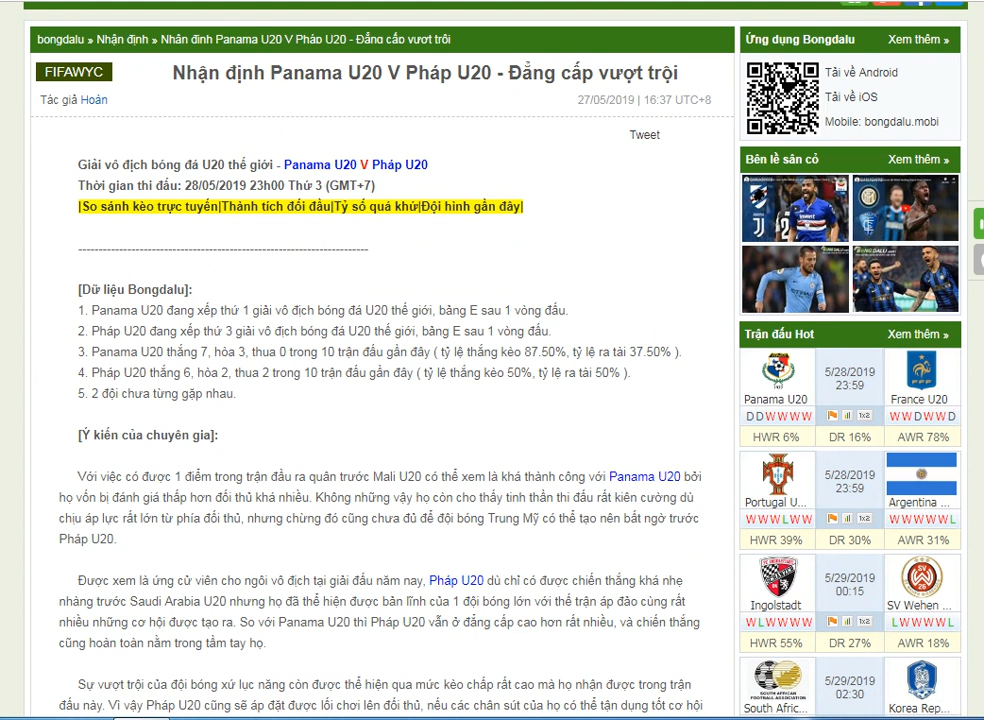 bongdalu » Nhận định » Nhận định Panama U20 V Pháp U20 - Đẳng cấp vượt trội
FIFAWYC
Nhận định Panama U20 V Pháp U20 - Đẳng cấp vượt trội
Tác giả Hoản
27/05/2019 | 16:37 UTC+8
Tweet
Giải vô địch bóng đá U20 thế giới - Panama U20 V Pháp U20
Thời gian thi đấu: 28/05/2019 23h00 Thứ 3 (GMT+7)
|So sánh kèo trực tuyến|Thành tích đối đầu|Tỷ số quá khứ|Đội hình gần đây|
[Dữ liệu Bongdalu]:
1. Panama U20 đang xếp thứ 1 giải vô địch bóng đá U20 thế giới, bảng E sau 1 vòng đấu.
2. Pháp U20 đang xếp thứ 3 giải vô địch bóng đá U20 thế giới, bảng E sau 1 vòng đấu.
3. Panama U20 thắng 7, hòa 3, thua 0 trong 10 trận đấu gần đây ( tỷ lệ thắng kèo 87.50%, tỷ lệ ra tài 37.50% ).
4. Pháp U20 thắng 6, hòa 2, thua 2 trong 10 trận đấu gần đây ( tỷ lệ thắng kèo 50%, tỷ lệ ra tài 50% ).
5. 2 đội chưa từng gặp nhau.
[Ý kiến của chuyên gia]:
Với việc có được 1 điểm trong trận đấu ra quân trước Mali U20 có thể xem là khá thành công với Panama U20 bởi
họ vốn bị đánh giá thấp hơn đối thủ khá nhiều. Không những vậy họ còn cho thấy tinh thần thi đấu rất kiên cường dù
chịu áp lực rất lớn từ phía đối thủ, nhưng chừng đó cũng chưa đủ để đội bóng Trung Mỹ có thể tạo nên bất ngờ trước
Pháp U20.
Được xem là ứng cử viên cho ngôi vô địch tại giải đấu năm nay, Pháp U20 dù chỉ có được chiến thắng khá nhẹ
nhàng trước Saudi Arabia U20 nhưng họ đã thể hiện được bản lĩnh của 1 đội bóng lớn với thế trận áp đảo cùng rất
nhiều những cơ hội được tạo ra. So với Panama U20 thì Pháp U20 vẫn ở đẳng cấp cao hơn rất nhiều, và chiến thắng
cũng hoàn toàn nằm trong tầm tay họ.
Sự vượt trội của đội bóng xứ lục năng còn được thể hiện qua mức kèo chấp rất cao mà họ nhận được trong trận
đấu này. Vì vậy Pháp U20 cũng sẽ áp đặt được lối chơi lên đối thủ, nếu các chân sút của họ có thể tận dụng tốt cơ hội
Ứng dụng Bongdalu Xem thêm »
Tải về Android
Tải về iOS
Mobile: bongdalu.mobi
Bên lề sân cỏ Xem thêm »
Trận đấu Hot Xem thêm »
5/28/2019
23:59
Panama U20 France U20
DDWWWW 1x2 WWDWWD
HWR 6% DR 16% AWR 78%
5/28/2019
23:59
Portugal U... Argentina ...
WWWLWW 1x2 WWWWWL
HWR 39% DR 30% AWR 31%
5/29/2019
00:15
Ingolstadt SV Wehen ...
WLWWWW 1x2 LWWWWL
HWR 55% DR 27% AWR 18%
5/29/2019
02:30
SOUTH AFRICAN
FOOTBALL ASSOCIATION
South Afric... Korea Rep...